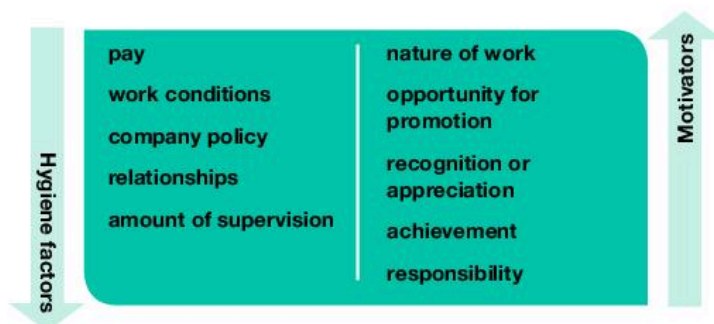 pay
work conditions
company policy
relationships
amount of supervision
nature of work
opportunity for
promotion
recognition or
appreciation
achievement
responsibility
Hygiene factors
Motivators